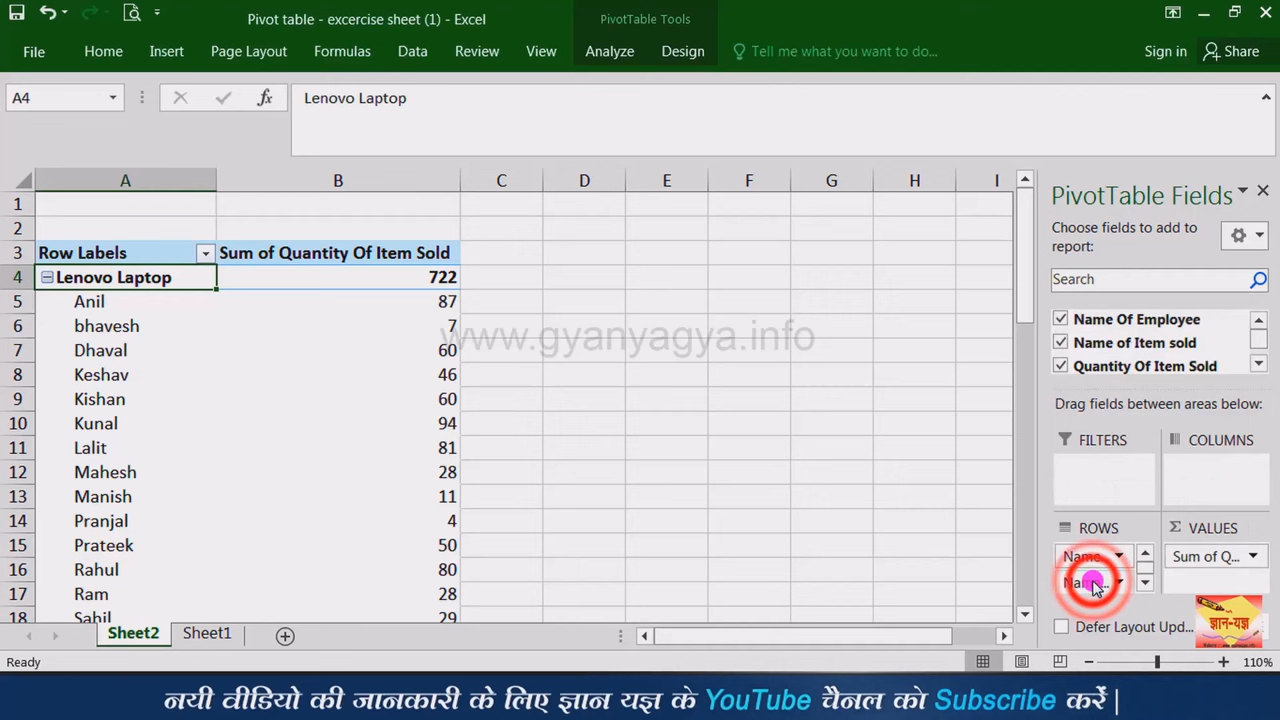 Pivot table - excercise sheet (1) - Excel
PivotTable Tools
File Home Insert Page Layout Formulas Data Review View Analyze Design Tell me what you want to do... Sign in Share
A4 fx Lenovo Laptop
A B C D E F G H I
1
2
3 Row Labels Sum of Quantity Of Item Sold
4 Lenovo Laptop 722
5 Anil 87
6 bhavesh 7
7 Dhaval 60
8 Keshav 46
9 Kishan 60
10 Kunal 94
11 Lalit 81
12 Mahesh 28
13 Manish 11
14 Pranjal 4
15 Prateek 50
16 Rahul 80
17 Ram 28
18 Sahil 29
www.gyanyagya.info
PivotTable Fields
Choose fields to add to
report:
Search
Name Of Employee
Name of Item sold
Quantity Of Item Sold
Drag fields between areas below:
FILTERS COLUMNS
ROWS Σ VALUES
Name... Sum of Q...
Defer Layout Upd...
ज्ञान-यज्ञ
Sheet2 Sheet1
Ready 110%
नयी वीडियो की जानकारी के लिए ज्ञान यज्ञ के YouTube चैनल को Subscribe करें |